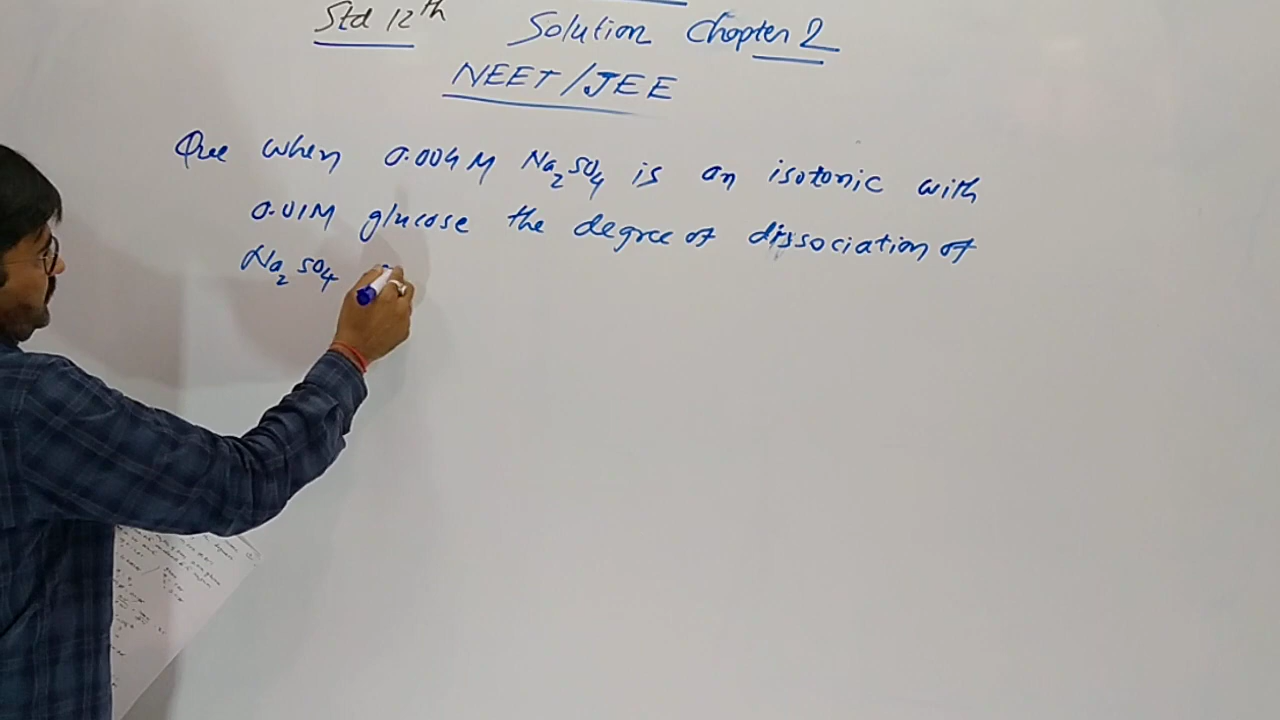 Std 12th
Solution Chapter 2
NEET/JEE
Que when 0.004M Na2SO4 is an isotonic with
0.01M glucose the degree of dissociation of
Na2SO4